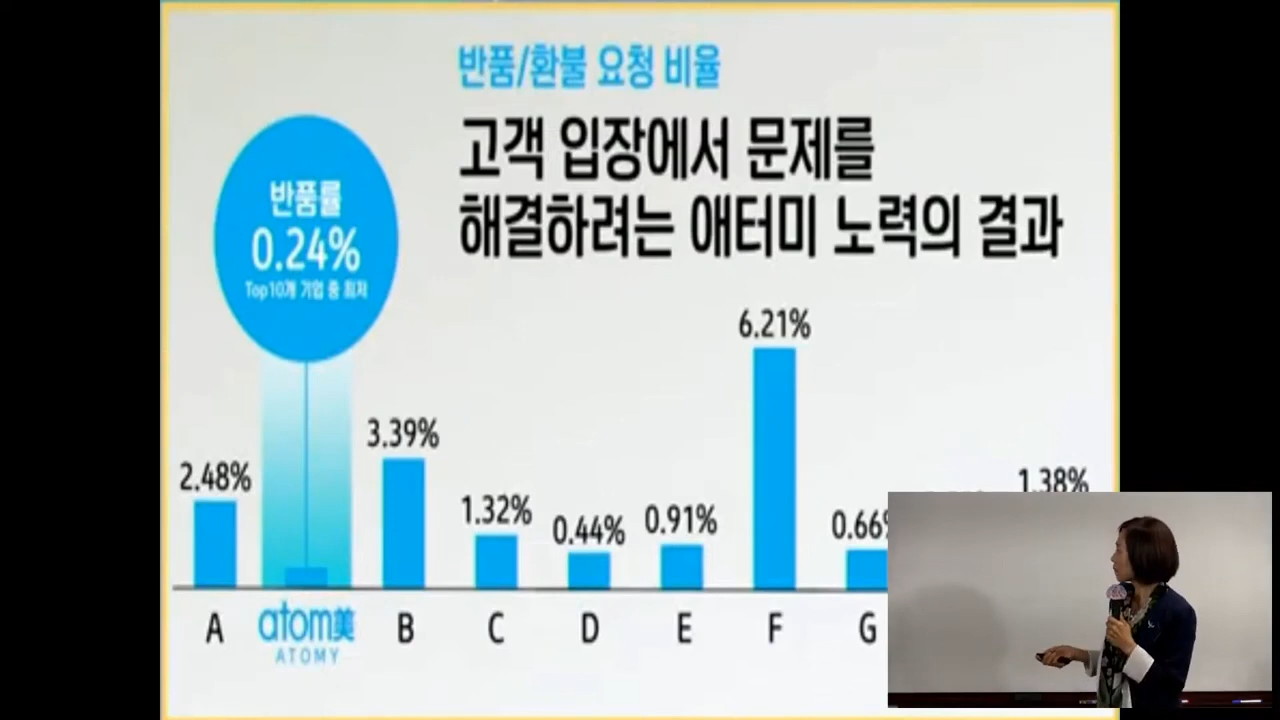 반품/환불 요청 비율
고객 입장에서 문제를
해결하려는 애터미 노력의 결과
반품률
0.24%
Top10개 기업 중 최저
6.21%
3.39%
2.48%
1.32%
0.44%
0.91%
0.66%
1.38%
A
atom美
ATOMY
B
C
D
E
F
G